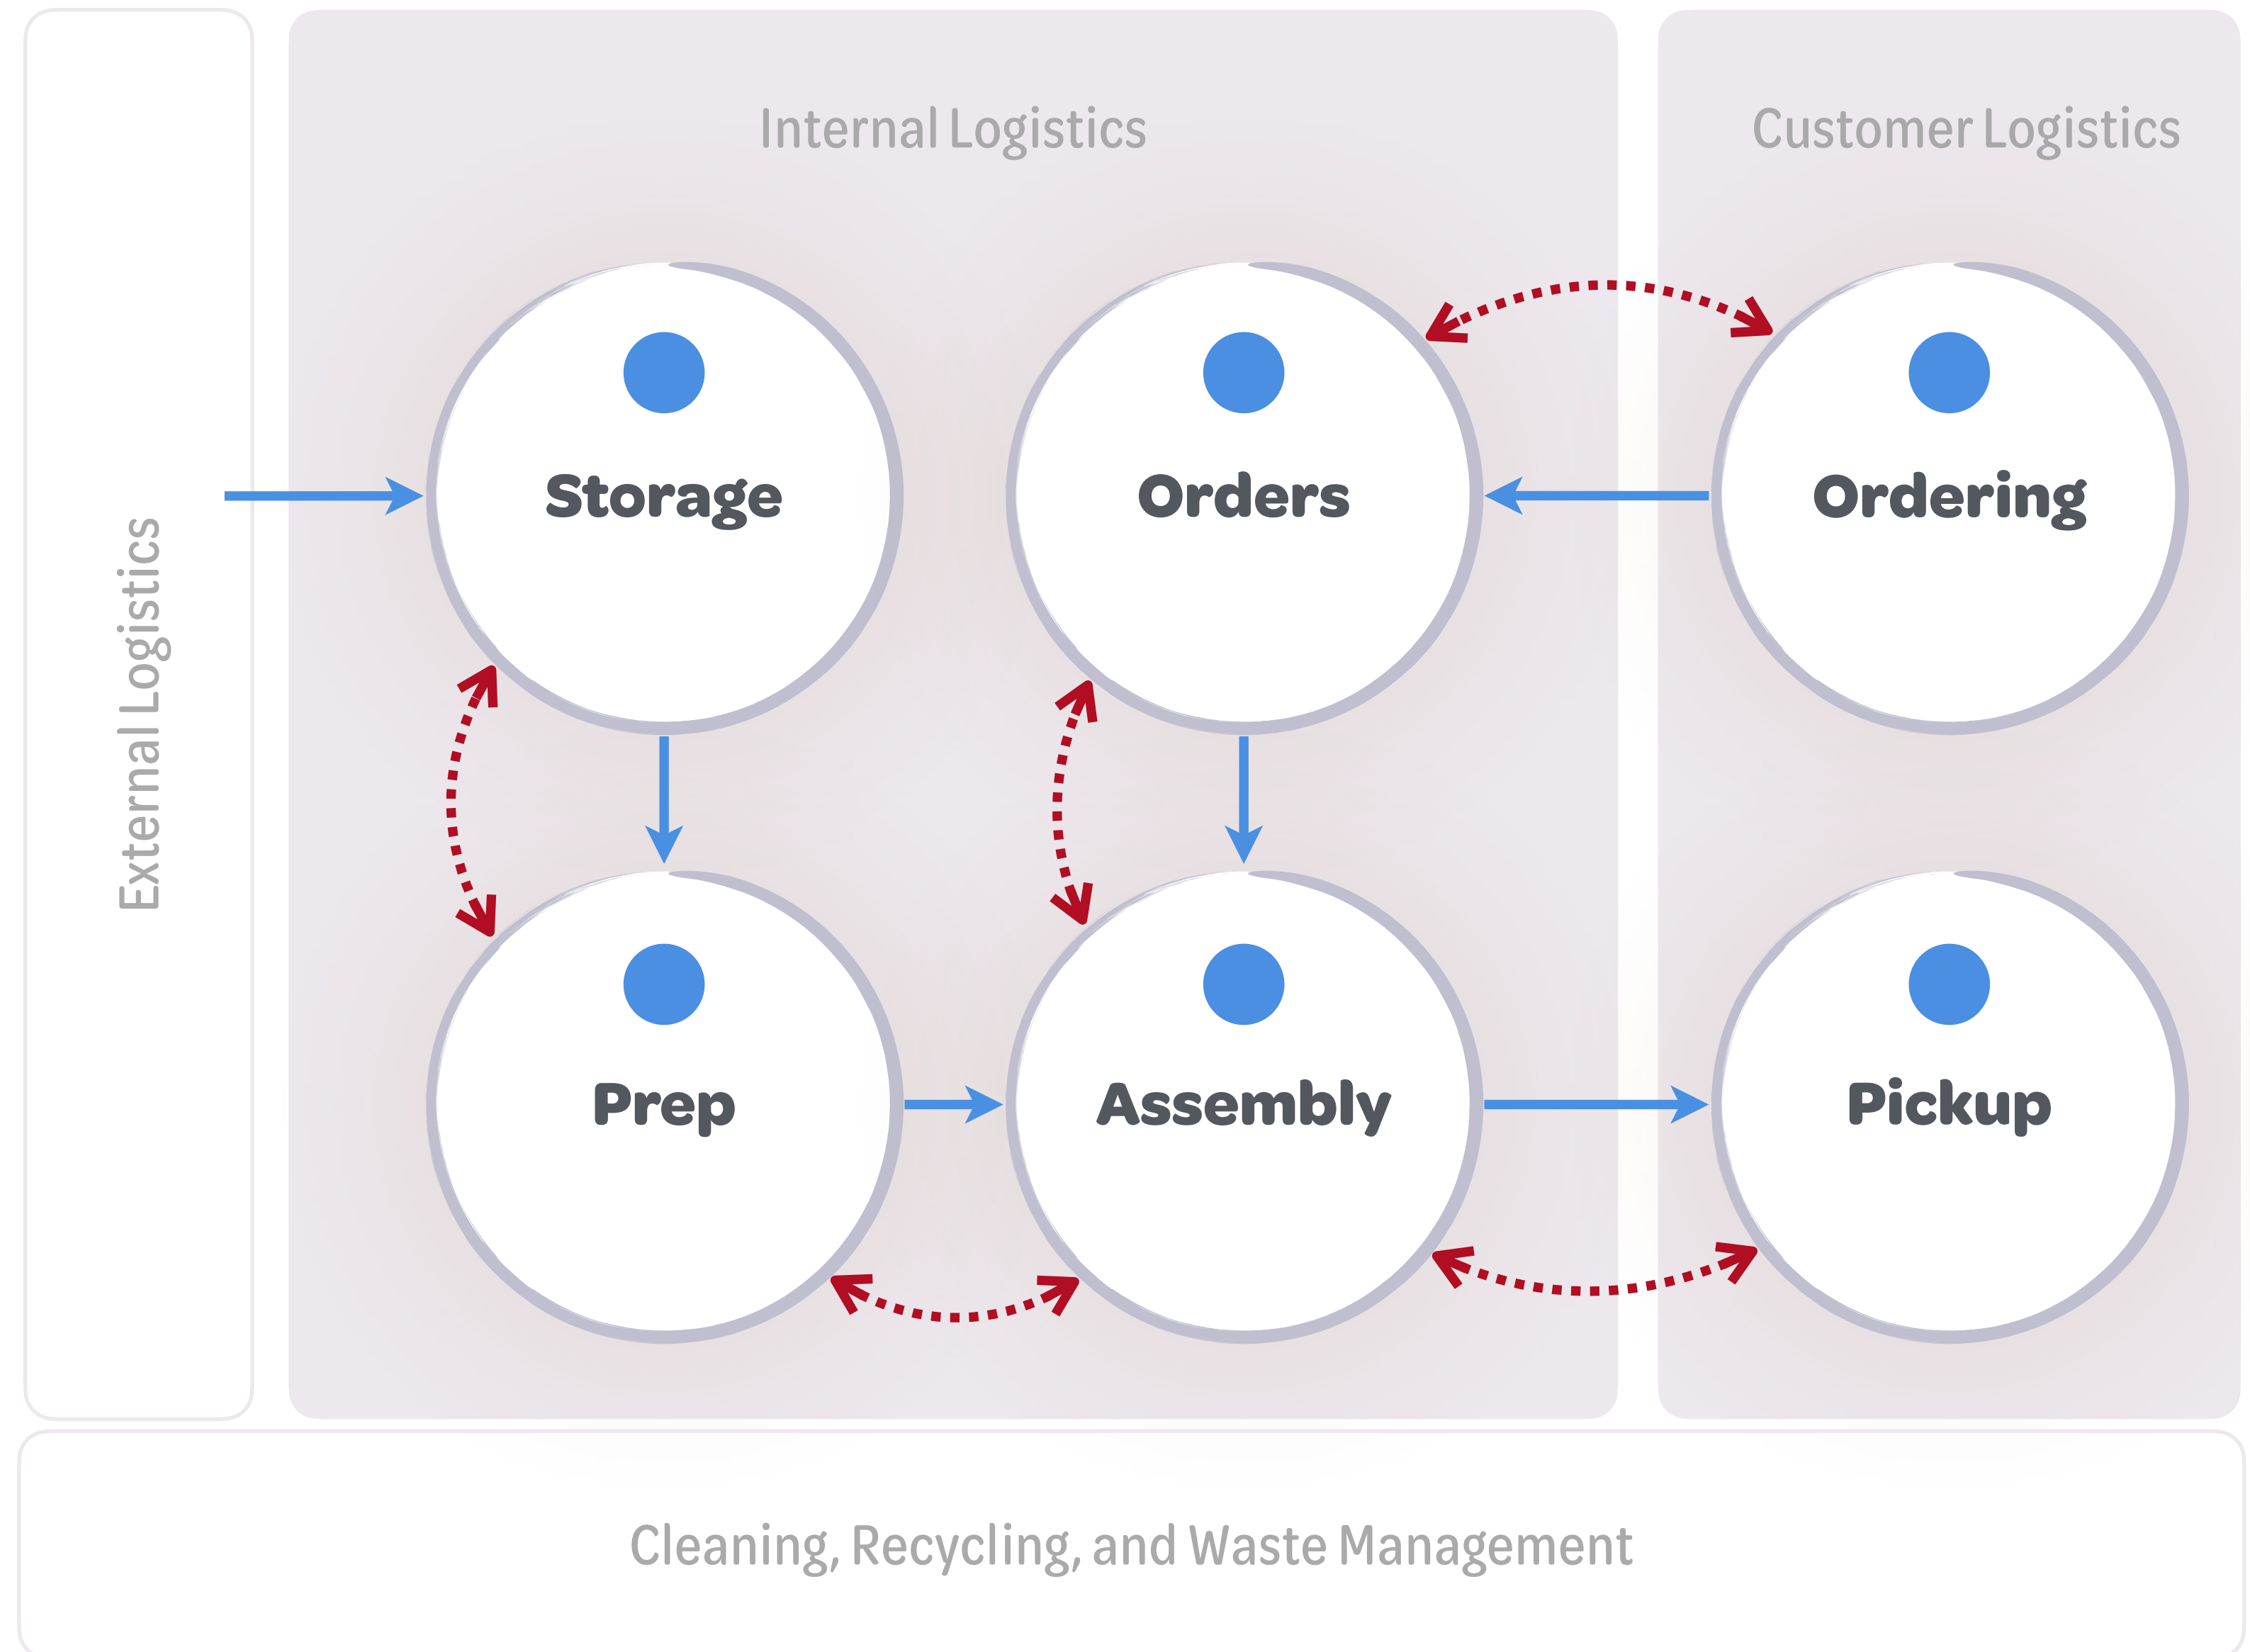 Internal Logistics
Customer Logistics
External Logistics
Storage
Orders
Ordering
Prep
Assembly
Pickup
Cleaning, Recycling, and Waste Management